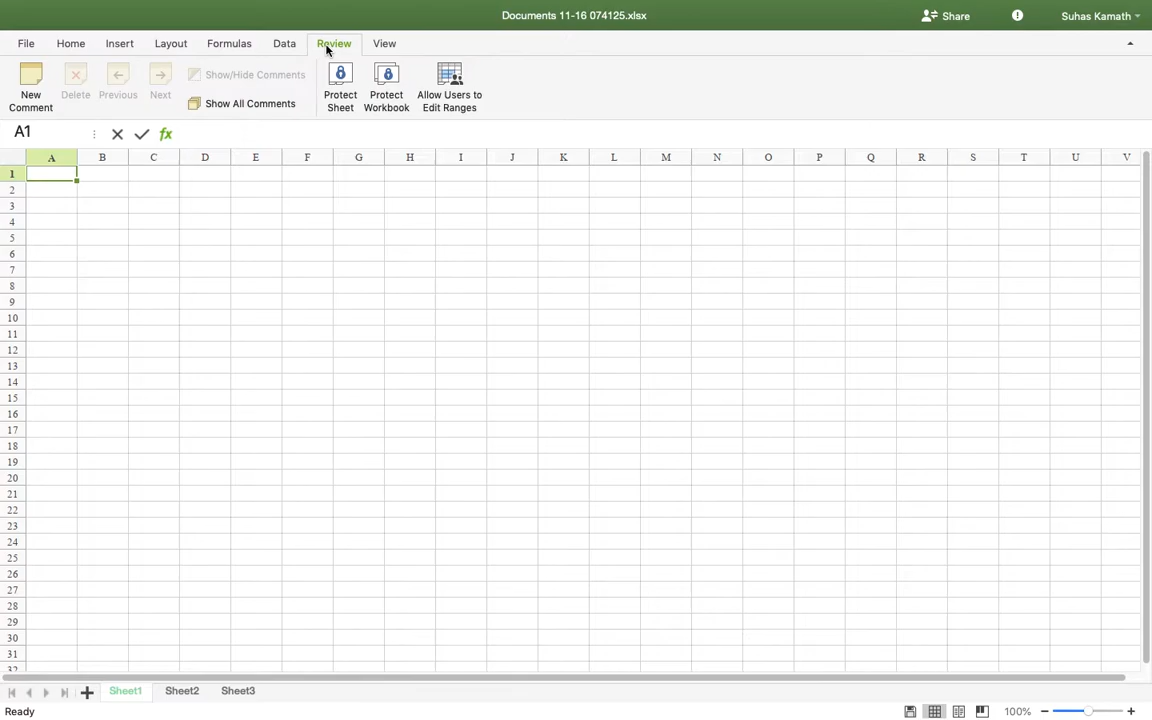 Documents 11-16 074125.xlsx
Share
Suhas Kamath
File Home Insert Layout Formulas Data Review View
New Comment
Delete
Previous
Next
Show/Hide Comments
Show All Comments
Protect Sheet
Protect Workbook
Allow Users to Edit Ranges
A1
fx
A B C D E F G H I J K L M N O P Q R S T U V
1
2
3
4
5
6
7
8
9
10
11
12
13
14
15
16
17
18
19
20
21
22
23
24
25
26
27
28
29
30
31
32
Sheet1 Sheet2 Sheet3
Ready
100%